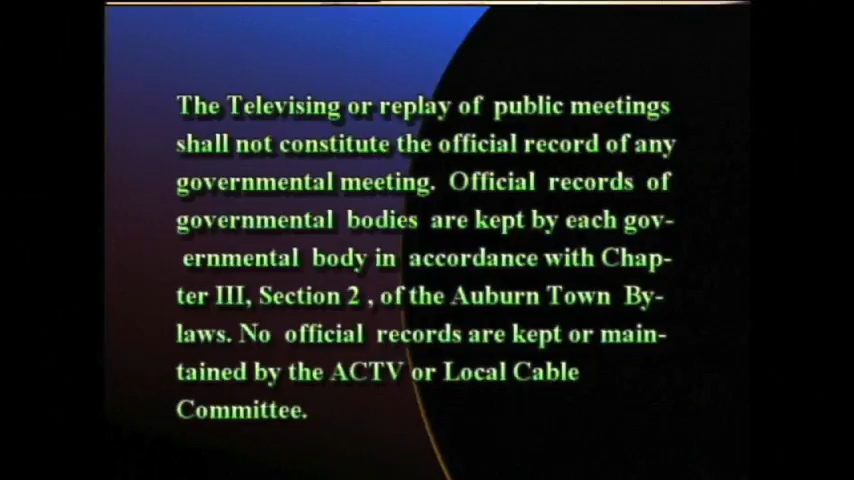 The Televising or replay of public meetings
shall not constitute the official record of any
governmental meeting. Official records of
governmental bodies are kept by each gov-
ernmental body in accordance with Chap-
ter III, Section 2 , of the Auburn Town By-
laws. No official records are kept or main-
tained by the ACTV or Local Cable
Committee.